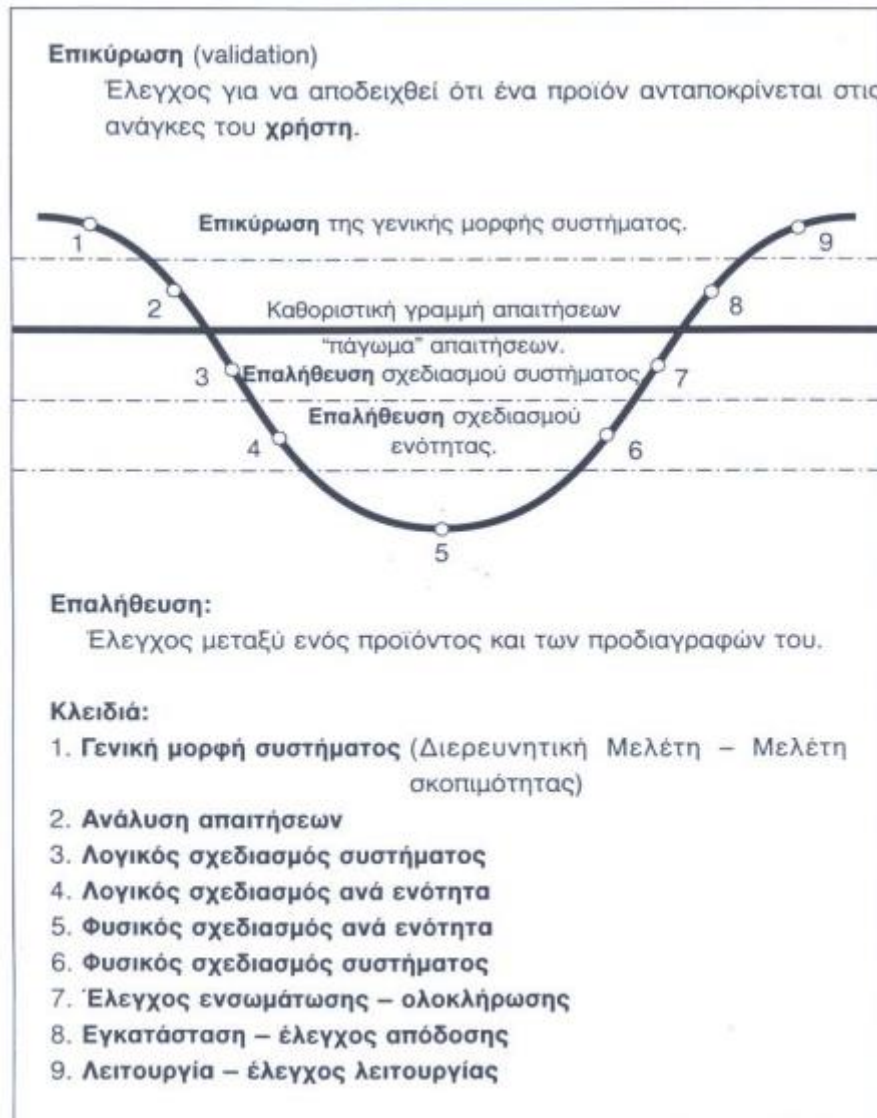 Επικύρωση (validation)
Έλεγχος για να αποδειχθεί ότι ένα προϊόν ανταποκρίνεται στις
ανάγκες του χρήστη.
1
Επικύρωση της γενικής μορφής συστήματος.
9
2
Καθοριστική γραμμή απαιτήσεων
8
"πάγωμα" απαιτήσεων.
3
Επαλήθευση σχεδιασμού συστήματος
7
4
Επαλήθευση σχεδιασμού
ενότητας.
6
5
Επαλήθευση:
Έλεγχος μεταξύ ενός προϊόντος και των προδιαγραφών του.
Κλειδιά:
1. Γενική μορφή συστήματος (Διερευνητική Μελέτη – Μελέτη
σκοπιμότητας)
2. Ανάλυση απαιτήσεων
3. Λογικός σχεδιασμός συστήματος
4. Λογικός σχεδιασμός ανά ενότητα
5. Φυσικός σχεδιασμός ανά ενότητα
6. Φυσικός σχεδιασμός συστήματος
7. Έλεγχος ενσωμάτωσης – ολοκλήρωσης
8. Εγκατάσταση – έλεγχος απόδοσης
9. Λειτουργία – έλεγχος λειτουργίας